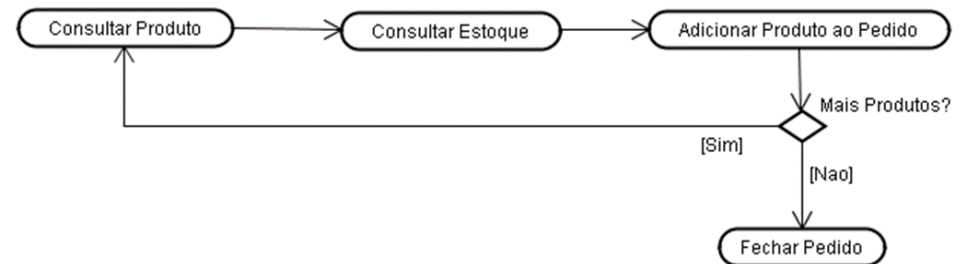 Consultar Produto
Consultar Estoque
Adicionar Produto ao Pedido
Mais Produtos?
[Sim]
[Nao]
Fechar Pedido